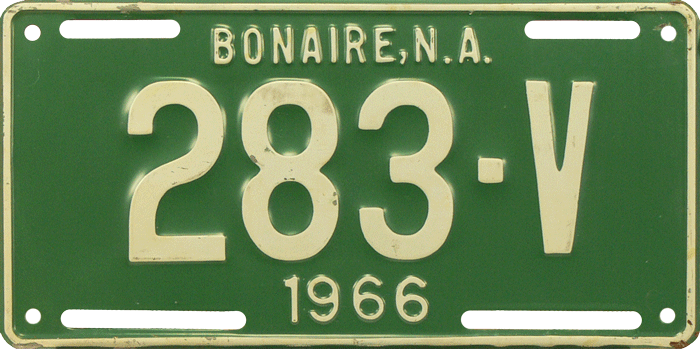 BONAIRE, N.A.
283-V
1966